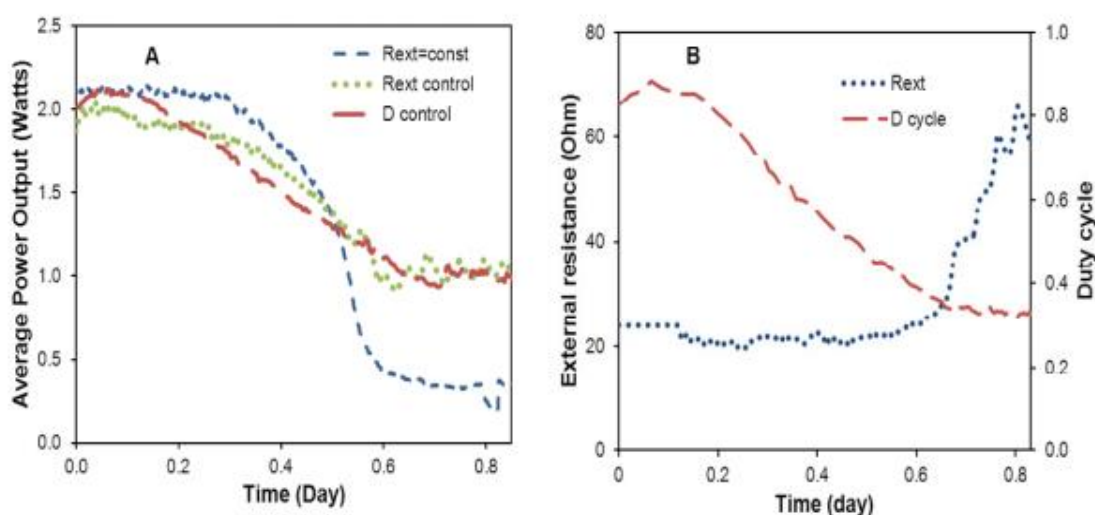 A
Rext=const
Rext control
D control
Average Power Output (Watts)
2.5
2.0
1.5
1.0
0.5
0.0
0.0 0.2 0.4 0.6 0.8
Time (Day)
B
Rext
D cycle
External resistance (Ohm)
80
60
40
20
0
0 0.2 0.4 0.6 0.8
Time (day)
1.0
0.8
0.6
0.4
0.2
0.0
Duty cycle